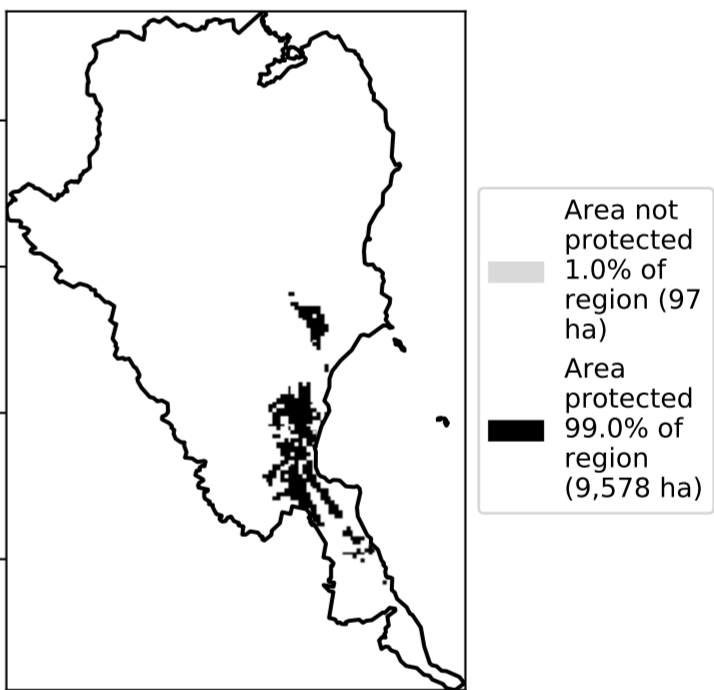 Area not
protected
1.0% of
region (97
ha)
Area
protected
99.0% of
region
(9,578 ha)